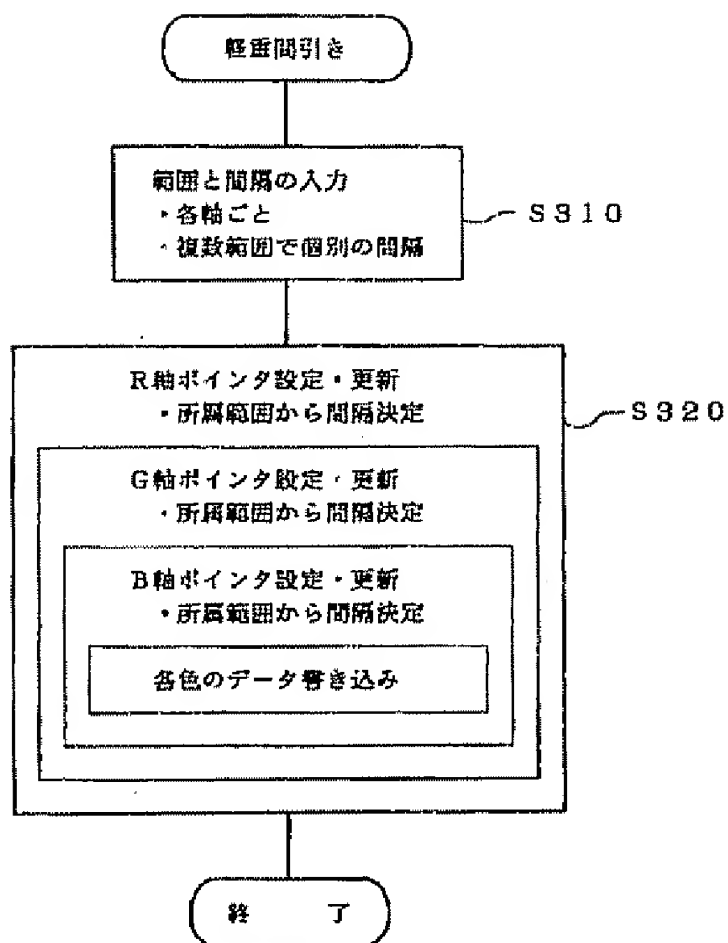 軽重間引き
範囲と間隔の入力
・各軸ごと
・複数範囲で個別の間隔
S310
R軸ポインタ設定・更新
・所属範囲から間隔決定
S320
G軸ポインタ設定・更新
・所属範囲から間隔決定
B軸ポインタ設定・更新
・所属範囲から間隔決定
各色のデータ書き込み
終 了